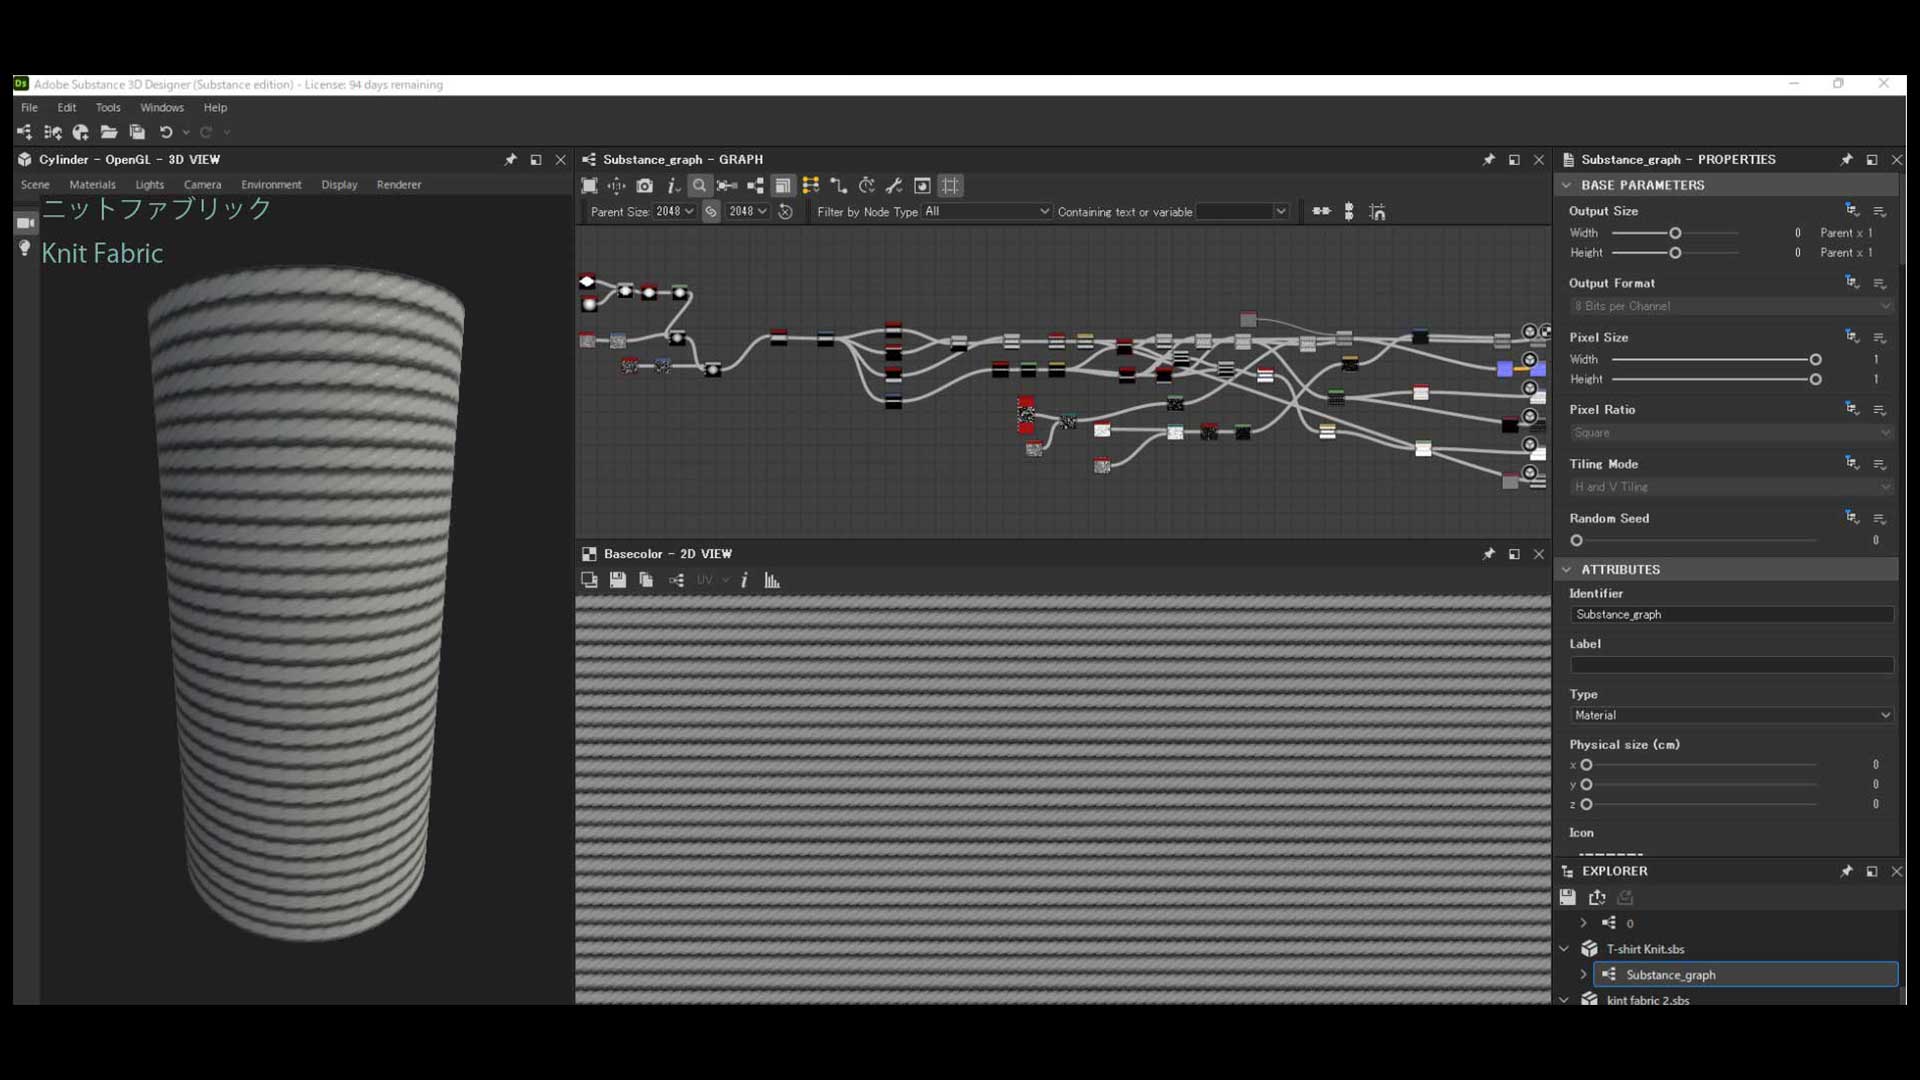 Ds Adobe Substance 3D Designer (Substance edition) - License: 94 days remaining
File Edit Tools Windows Help
Cylinder - OpenGL - 3D VIEW
Scene Materials Lights Camera Environment Display Renderer
ニットファブリック
Knit Fabric
Substance_graph - GRAPH
Parent Size: 2048 2048 Filter by Node Type All Containing text or variable
Basecolor - 2D VIEW
UV
Substance_graph - PROPERTIES
BASE PARAMETERS
Output Size
Width 0 Parent x 1
Height 0 Parent x 1
Output Format
8 Bits per Channel
Pixel Size
Width 1
Height 1
Pixel Ratio
Square
Tiling Mode
H and V Tiling
Random Seed
0
ATTRIBUTES
Identifier
Substance_graph
Label
Type
Material
Physical size (cm)
x 0
y 0
z 0
Icon
EXPLORER
0
T-shirt Knit.sbs
Substance_graph
kint fabric 2.sbs